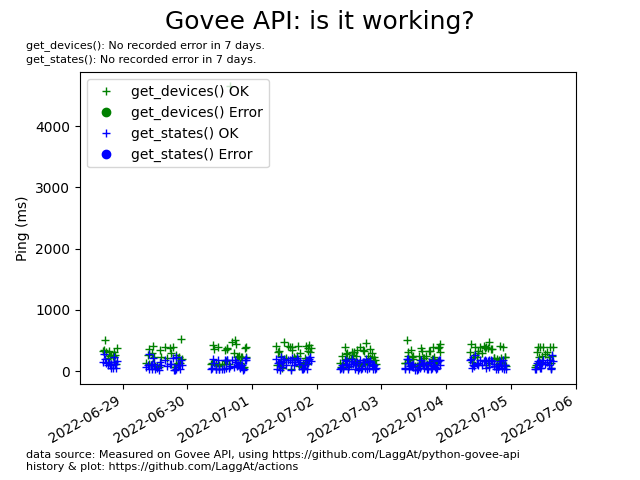 Govee API: is it working?
get_devices(): No recorded error in 7 days.
get_states(): No recorded error in 7 days.
get_devices() OK
get_devices() Error
get_states() OK
get_states() Error
4000
3000
2000
1000
0
Ping (ms)
2022-06-29
2022-06-30
2022-07-01
2022-07-02
2022-07-03
2022-07-04
2022-07-05
2022-07-06
data source: Measured on Govee API, using https://github.com/LaggAt/python-govee-api
history & plot: https://github.com/LaggAt/actions